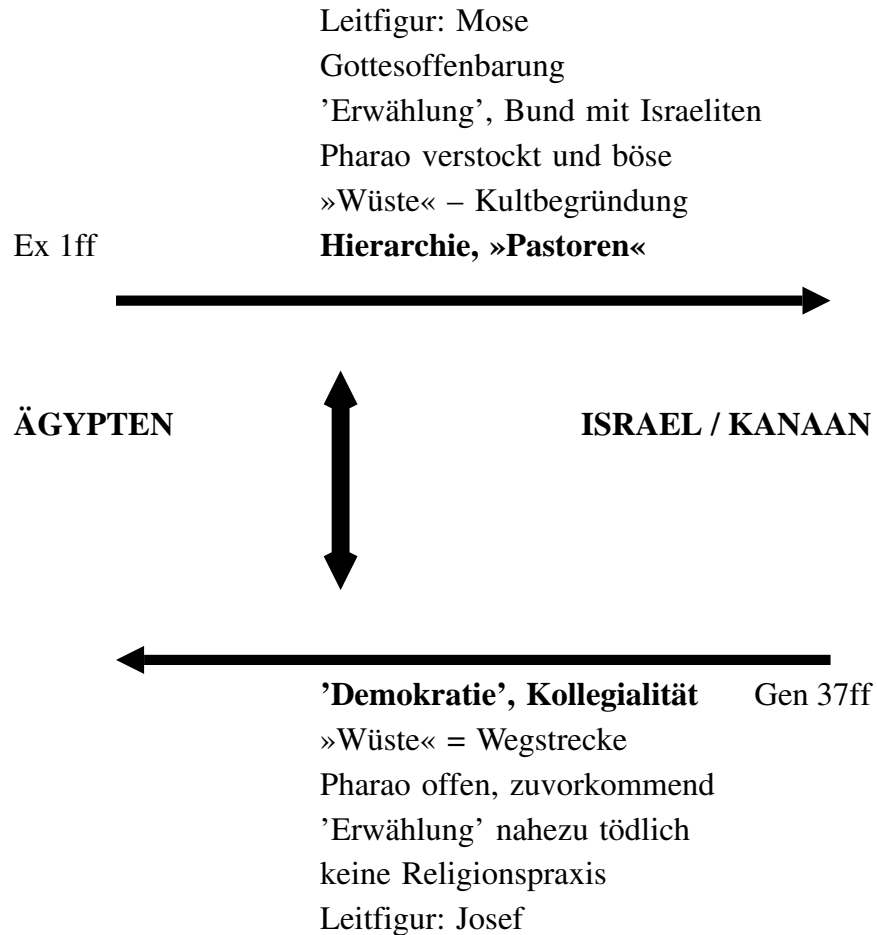 Leitfigur: Mose
Gottesoffenbarung
’Erwählung’, Bund mit Israeliten
Pharao verstockt und böse
»Wüste« – Kultbegründung
Ex 1ff Hierarchie, »Pastoren«
ÄGYPTEN ISRAEL / KANAAN
’Demokratie’, Kollegialität Gen 37ff
»Wüste« = Wegstrecke
Pharao offen, zuvorkommend
’Erwählung’ nahezu tödlich
keine Religionspraxis
Leitfigur: Josef